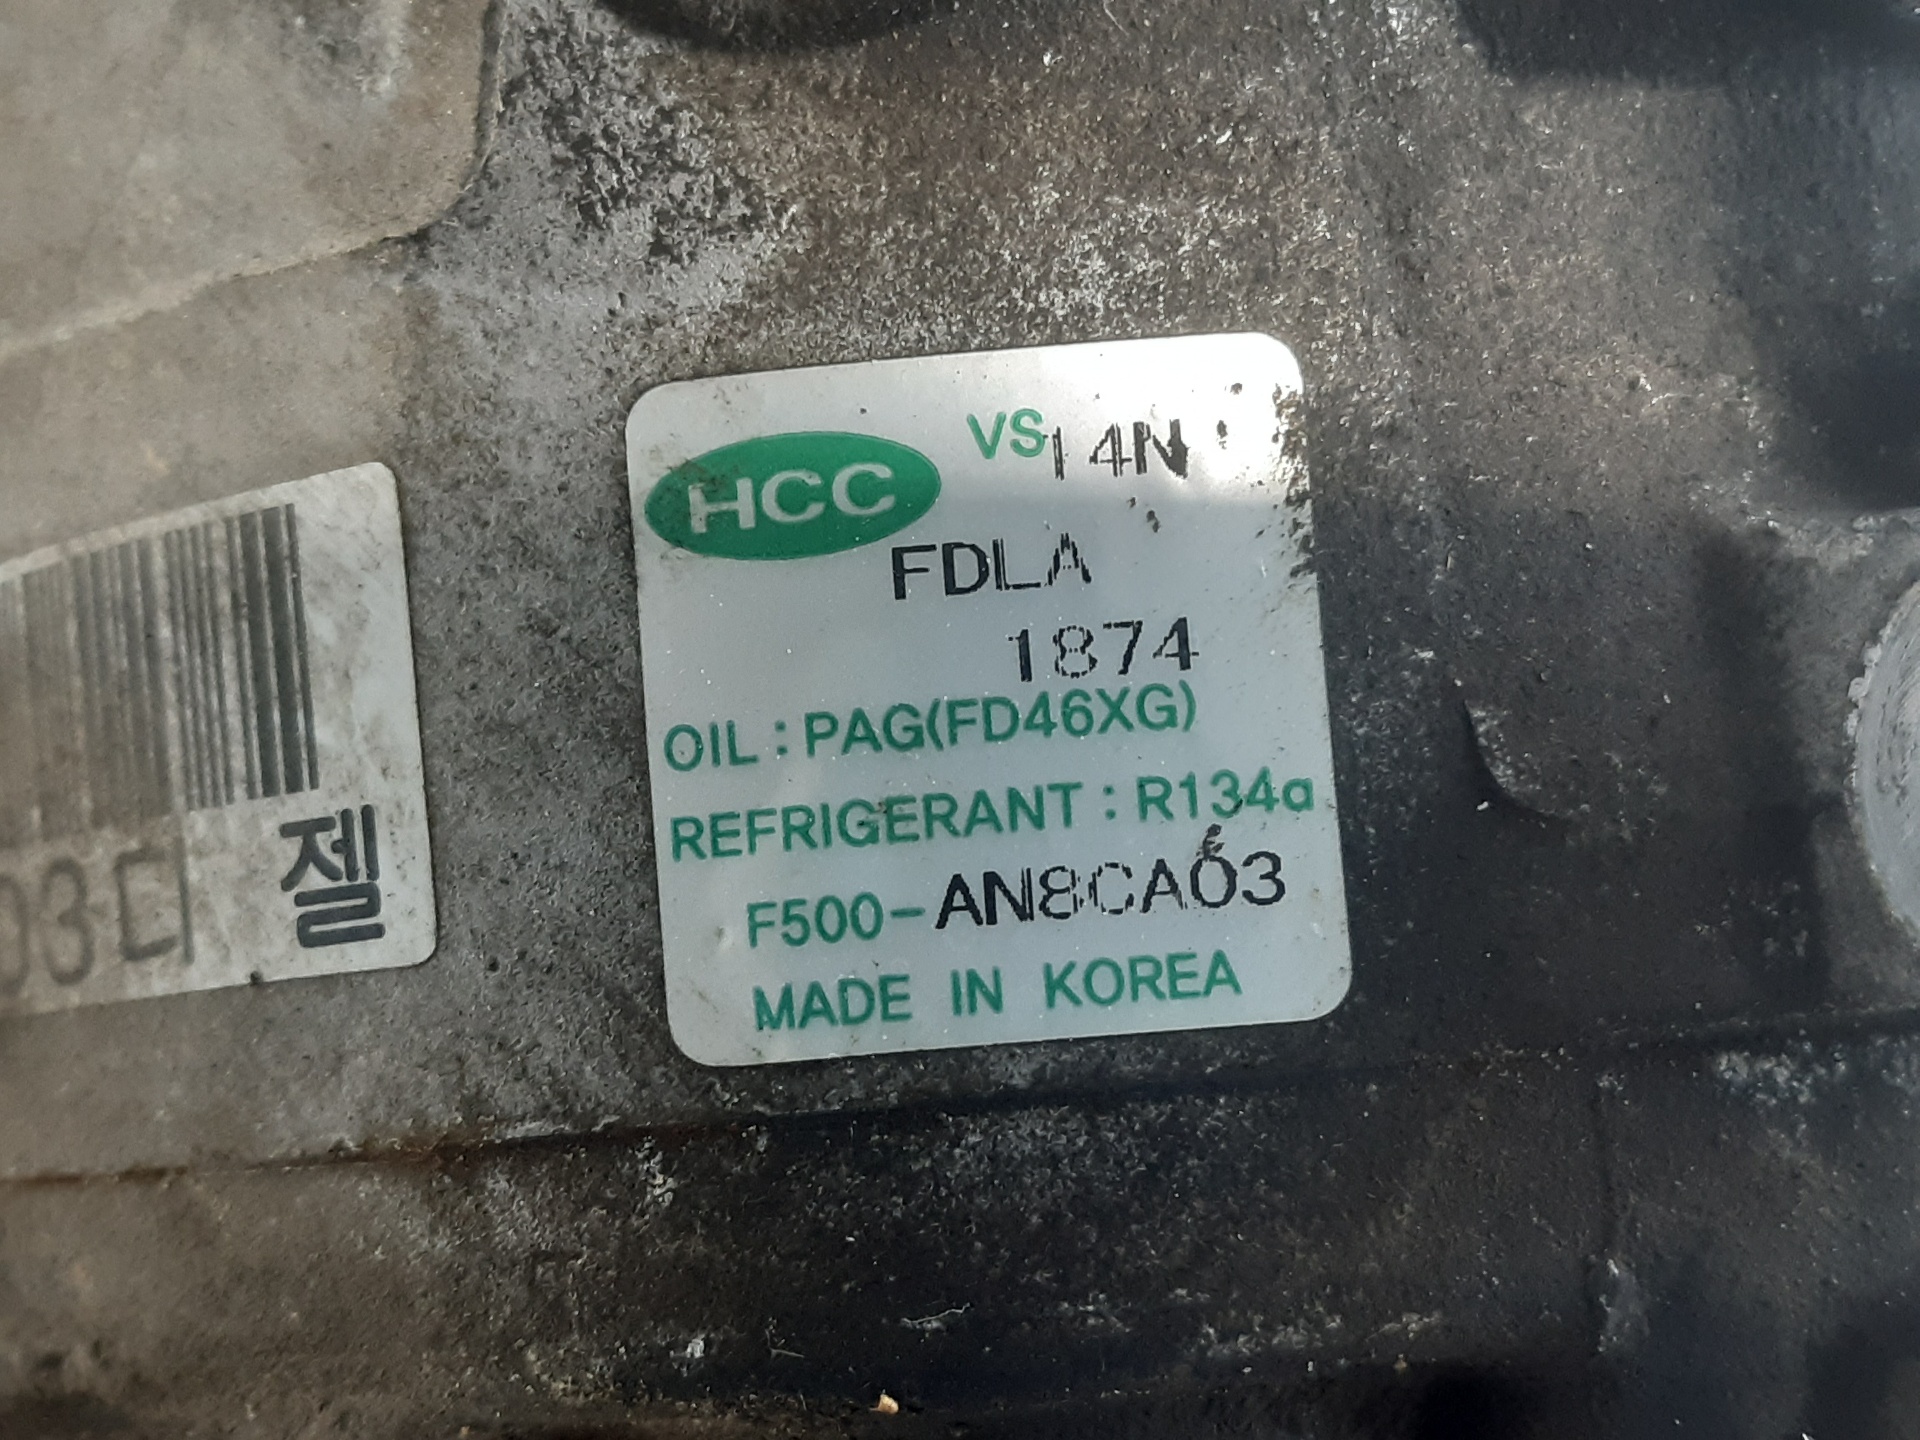 HCC
VS14N
FDLA
1874
OIL : PAG(FD46XG)
REFRIGERANT : R134a
F500-AN8CA03
MADE IN KOREA
03디
젤